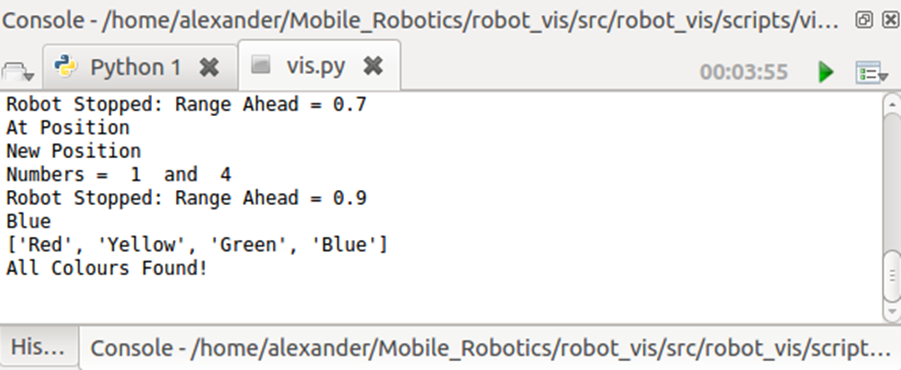 Console - /home/alexander/Mobile_Robotics/robot_vis/src/robot_vis/scripts/vi...
Python 1 vis.py 00:03:55
Robot Stopped: Range Ahead = 0.7
At Position
New Position
Numbers =  1  and  4
Robot Stopped: Range Ahead = 0.9
Blue
['Red', 'Yellow', 'Green', 'Blue']
All Colours Found!
His... Console - /home/alexander/Mobile_Robotics/robot_vis/src/robot_vis/script...